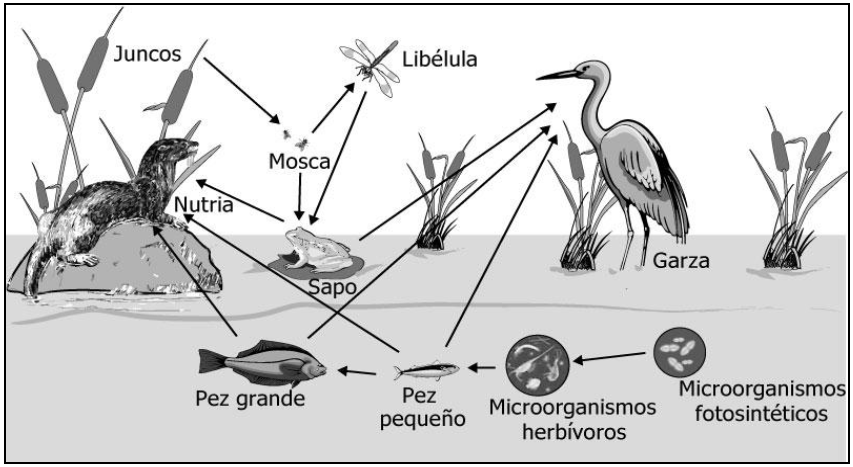 Juncos
Libélula
Mosca
Nutria
Sapo
Garza
Pez grande
Pez
pequeño
Microorganismos
herbívoros
Microorganismos
fotosintéticos